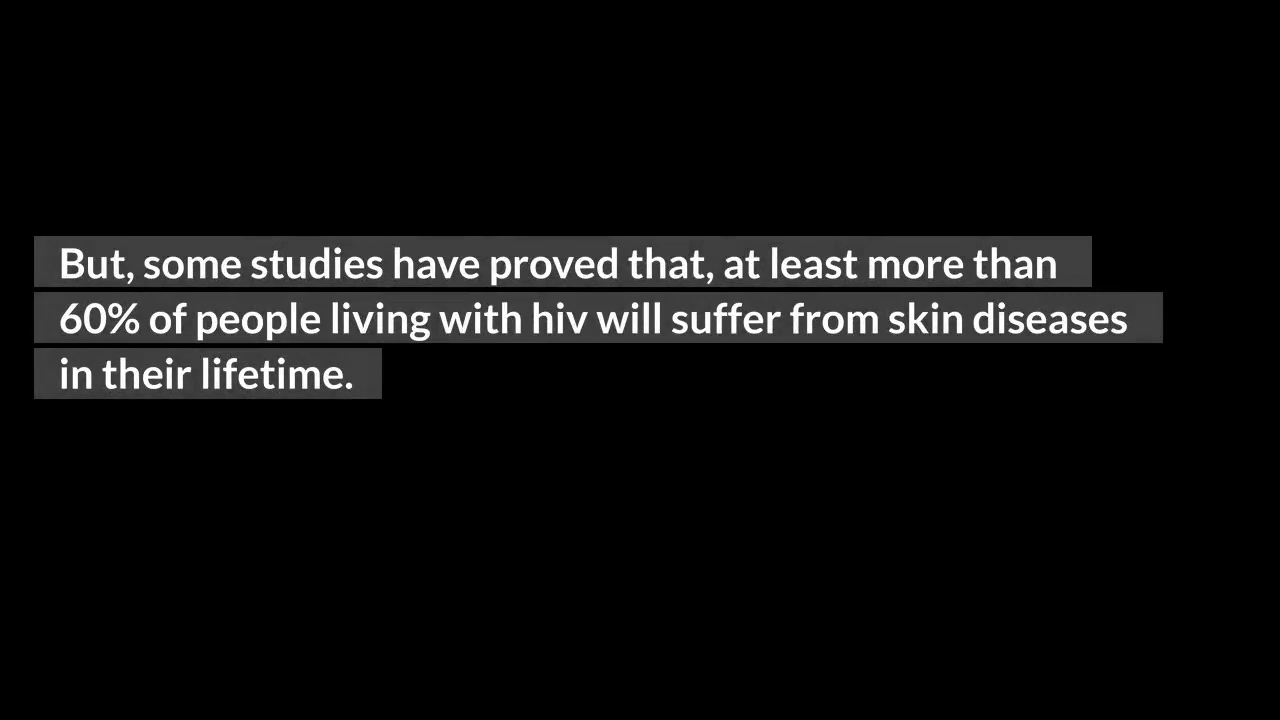 But, some studies have proved that, at least more than
60% of people living with hiv will suffer from skin diseases
in their lifetime.